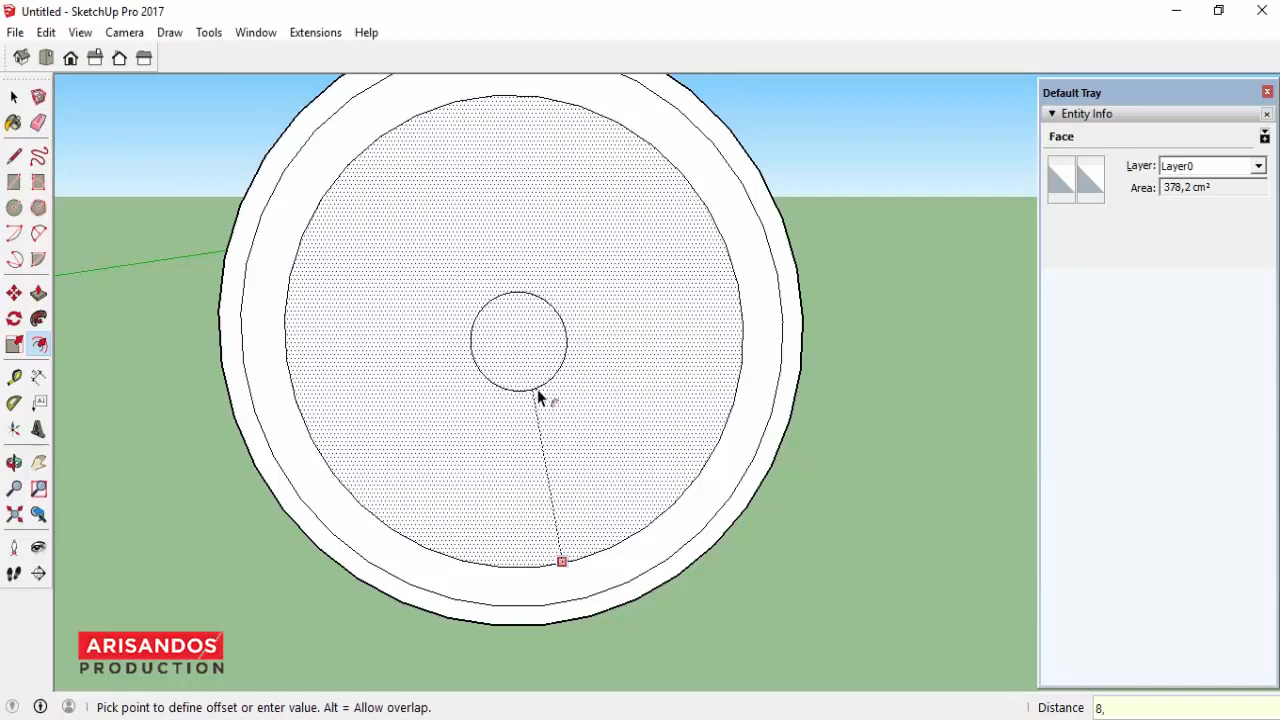 Untitled - SketchUp Pro 2017
File Edit View Camera Draw Tools Window Extensions Help
Default Tray
Entity Info
Face
Layer: Layer0
Area: 378,2 cm²
ARISANDOS
PRODUCTION
Pick point to define offset or enter value. Alt = Allow overlap.
Distance 8,